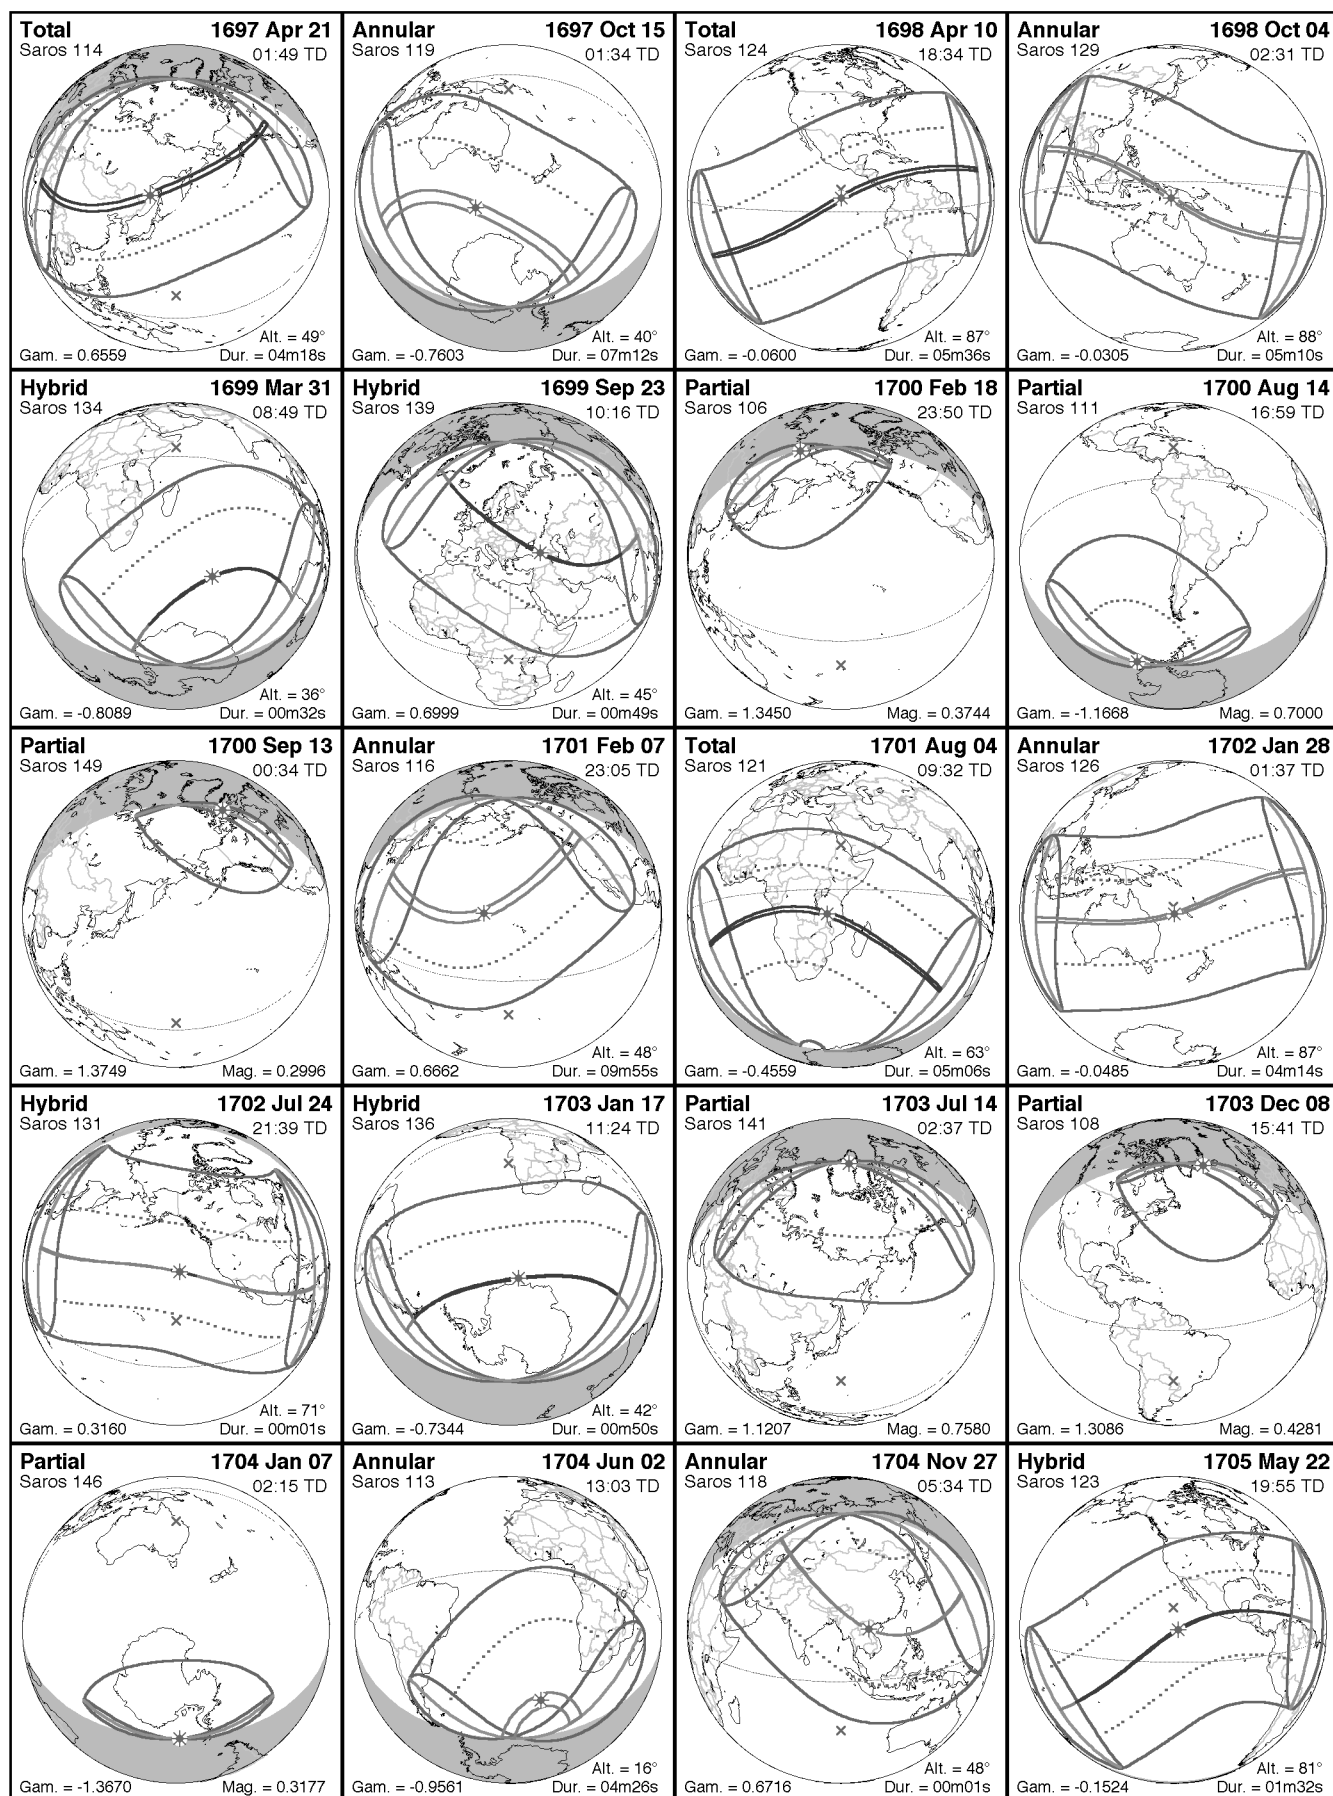 Total 1697 Apr 21
Saros 114 01:49 TD
Alt. = 49°
Gam. = 0.6559 Dur. = 04m18s
Annular 1697 Oct 15
Saros 119 01:34 TD
Alt. = 40°
Gam. = -0.7603 Dur. = 07m12s
Total 1698 Apr 10
Saros 124 18:34 TD
Alt. = 87°
Gam. = -0.0600 Dur. = 05m36s
Annular 1698 Oct 04
Saros 129 02:31 TD
Alt. = 88°
Gam. = -0.0305 Dur. = 05m10s
Hybrid 1699 Mar 31
Saros 134 08:49 TD
Alt. = 36°
Gam. = -0.8089 Dur. = 00m32s
Hybrid 1699 Sep 23
Saros 139 10:16 TD
Alt. = 45°
Gam. = 0.6999 Dur. = 00m49s
Partial 1700 Feb 18
Saros 106 23:50 TD
Gam. = 1.3450 Mag. = 0.3744
Partial 1700 Aug 14
Saros 111 16:59 TD
Gam. = -1.1668 Mag. = 0.7000
Partial 1700 Sep 13
Saros 149 00:34 TD
Gam. = 1.3749 Mag. = 0.2996
Annular 1701 Feb 07
Saros 116 23:05 TD
Alt. = 48°
Gam. = 0.6662 Dur. = 09m55s
Total 1701 Aug 04
Saros 121 09:32 TD
Alt. = 63°
Gam. = -0.4559 Dur. = 05m06s
Annular 1702 Jan 28
Saros 126 01:37 TD
Alt. = 87°
Gam. = -0.0485 Dur. = 04m14s
Hybrid 1702 Jul 24
Saros 131 21:39 TD
Alt. = 71°
Gam. = 0.3160 Dur. = 00m01s
Hybrid 1703 Jan 17
Saros 136 11:24 TD
Alt. = 42°
Gam. = -0.7344 Dur. = 00m50s
Partial 1703 Jul 14
Saros 141 02:37 TD
Gam. = 1.1207 Mag. = 0.7580
Partial 1703 Dec 08
Saros 108 15:41 TD
Gam. = 1.3086 Mag. = 0.4281
Partial 1704 Jan 07
Saros 146 02:15 TD
Gam. = -1.3670 Mag. = 0.3177
Annular 1704 Jun 02
Saros 113 13:03 TD
Alt. = 16°
Gam. = -0.9561 Dur. = 04m26s
Annular 1704 Nov 27
Saros 118 05:34 TD
Alt. = 48°
Gam. = 0.6716 Dur. = 00m01s
Hybrid 1705 May 22
Saros 123 19:55 TD
Alt. = 81°
Gam. = -0.1524 Dur. = 01m32s